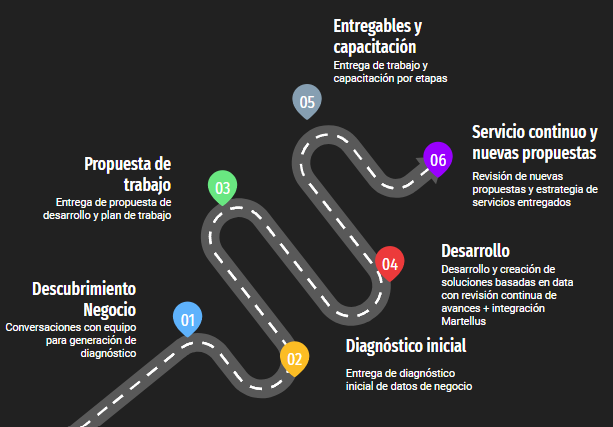 Entregables y
capacitación
Entrega de trabajo y
capacitación por etapas
05
Servicio continuo y
nuevas propuestas
06
Revisión de nuevas
propuestas y estrategia de
servicios entregados
Propuesta de
trabajo
03
Entrega de propuesta de
desarrollo y plan de trabajo
Desarrollo
04
Desarrollo y creación de
soluciones basadas en data
con revisión continua de
avances + integración
Martellus
Descubrimiento
Negocio
01
Conversaciones con equipo
para generación de
diagnóstico
Diagnóstico inicial
02
Entrega de diagnóstico
inicial de datos de negocio